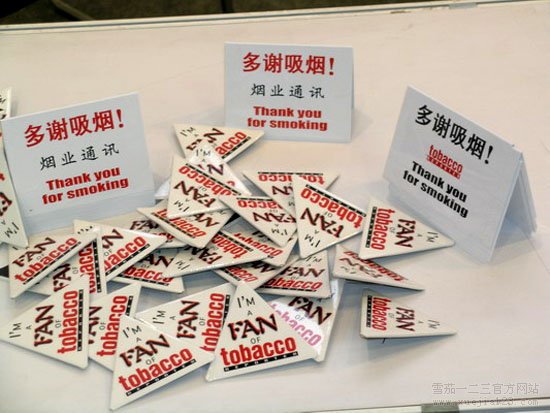 多谢吸烟!
烟业通讯
Thank you
for smoking
多谢吸烟!
烟业通讯
Thank you
for smoking
多谢吸烟!
tobacco
REPORTER
Thank you
for smoking
I'M
A
FAN
OF
tobacco
REPORTER
雪茄一二三官方网站